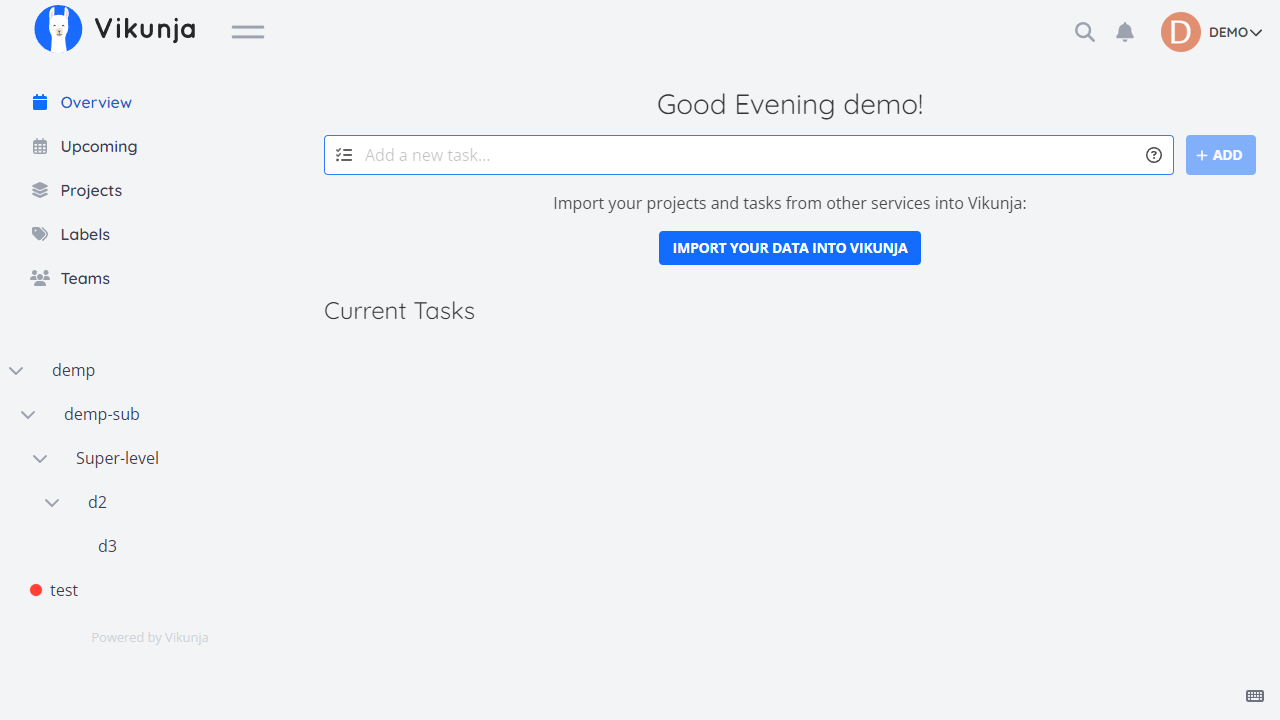 Vikunja
D DEMO
Overview
Upcoming
Projects
Labels
Teams
demp
demp-sub
Super-level
d2
d3
test
Powered by Vikunja
Good Evening demo!
Add a new task...
+ ADD
Import your projects and tasks from other services into Vikunja:
IMPORT YOUR DATA INTO VIKUNJA
Current Tasks